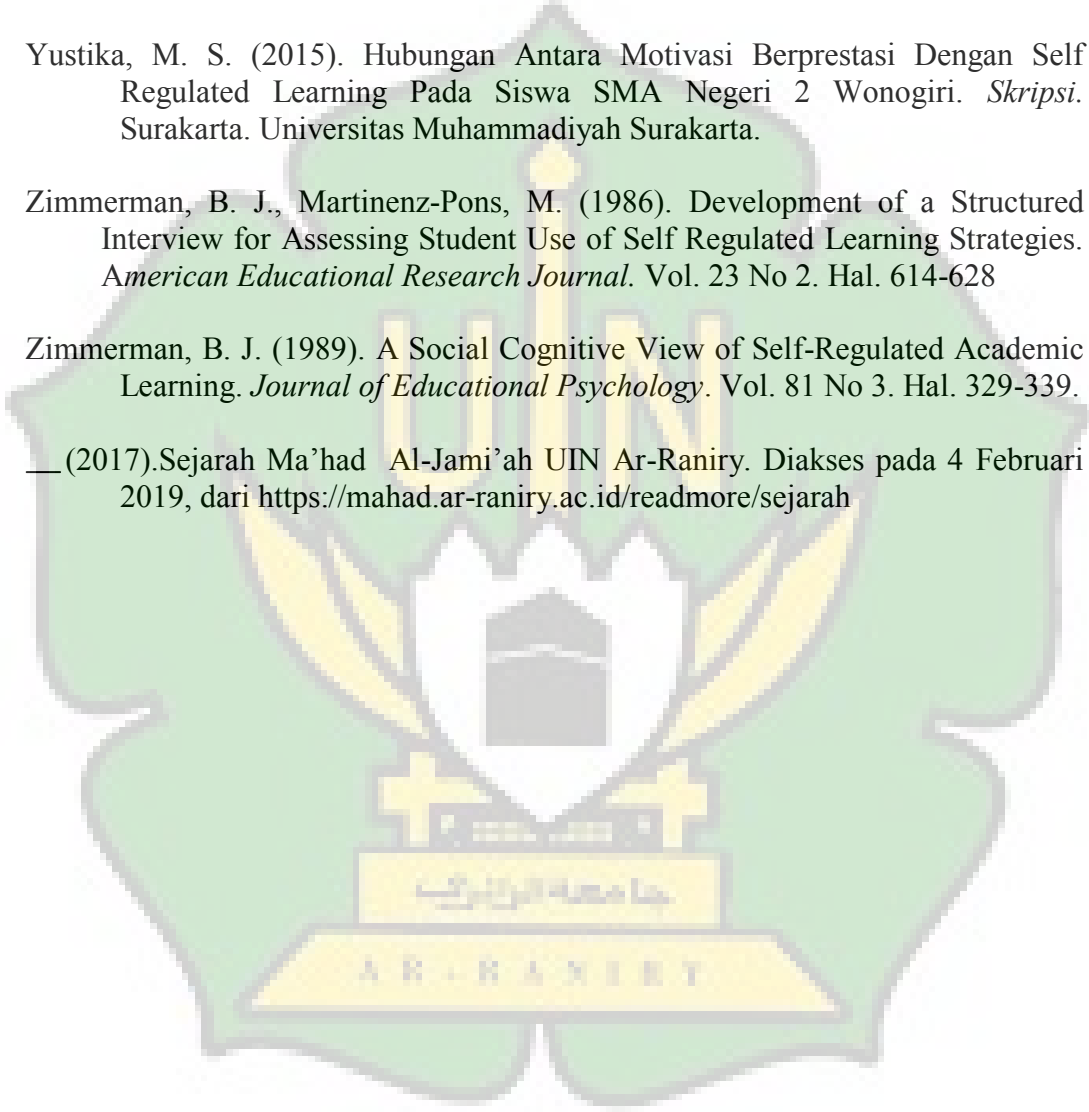 Yustika, M. S. (2015). Hubungan Antara Motivasi Berprestasi Dengan Self
Regulated Learning Pada Siswa SMA Negeri 2 Wonogiri. Skripsi.
Surakarta. Universitas Muhammadiyah Surakarta.
Zimmerman, B. J., Martinenz-Pons, M. (1986). Development of a Structured
Interview for Assessing Student Use of Self Regulated Learning Strategies.
American Educational Research Journal. Vol. 23 No 2. Hal. 614-628
Zimmerman, B. J. (1989). A Social Cognitive View of Self-Regulated Academic
Learning. Journal of Educational Psychology. Vol. 81 No 3. Hal. 329-339.
__ (2017).Sejarah Ma’had Al-Jami’ah UIN Ar-Raniry. Diakses pada 4 Februari
2019, dari https://mahad.ar-raniry.ac.id/readmore/sejarah
UIN
جامعة الرانري
AR-RANIRY